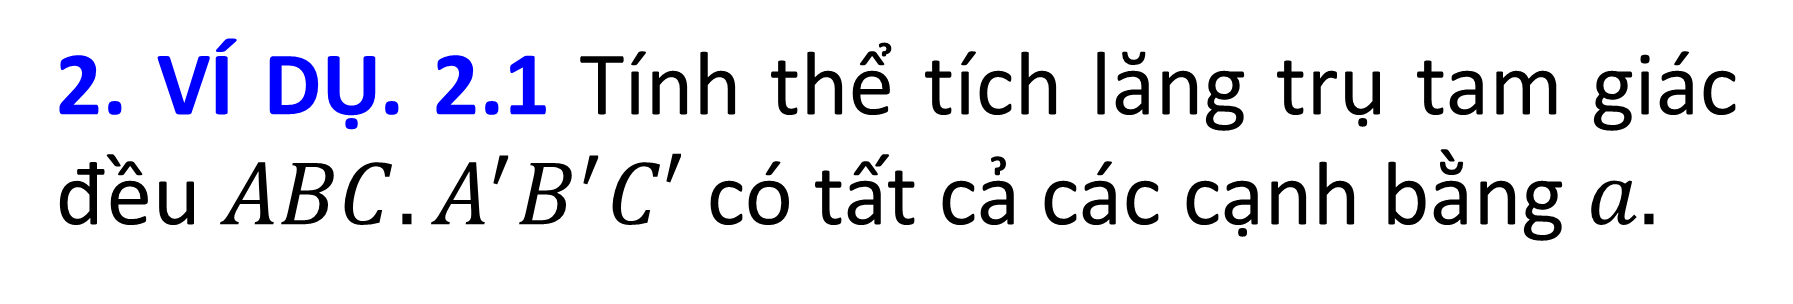 2. VÍ DỤ. 2.1 Tính thể tích lăng trụ tam giác
đều ABC.A′B′C′ có tất cả các cạnh bằng a.